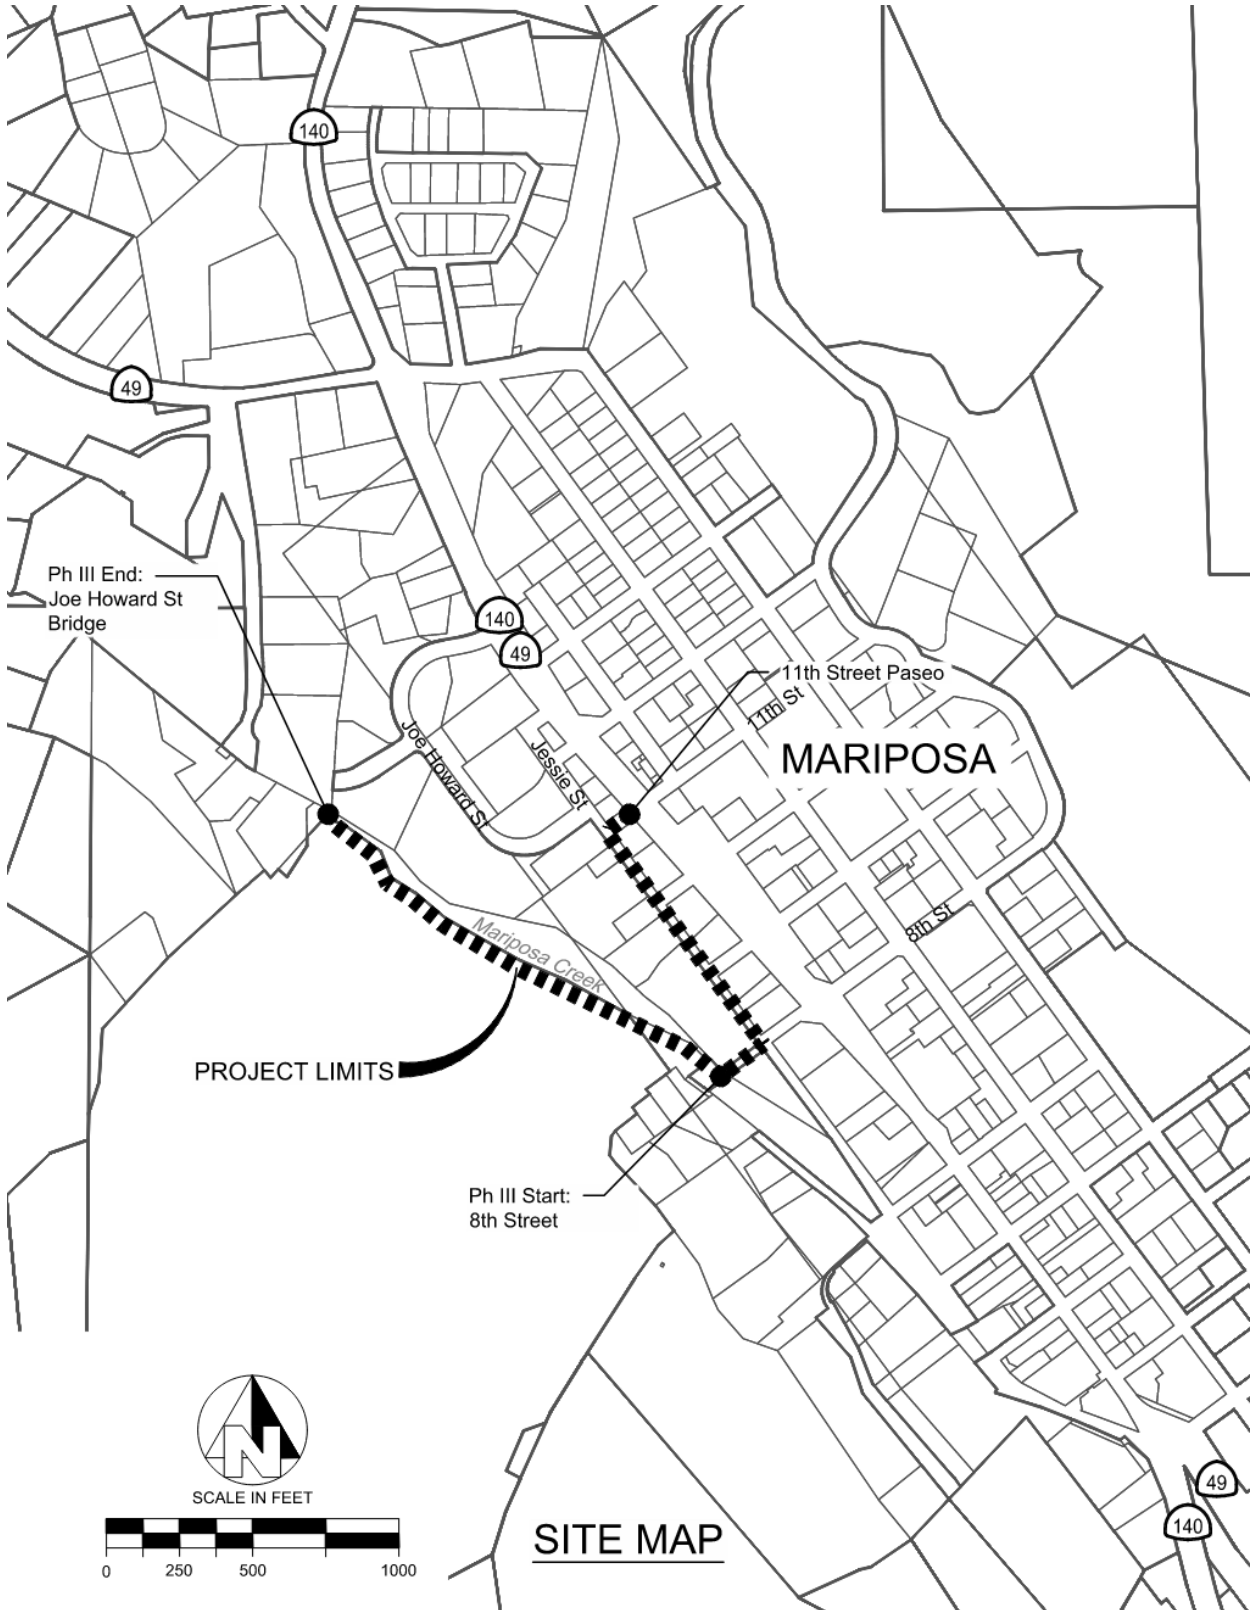 140
49
Ph III End:
Joe Howard St
Bridge
140
49
11th Street Paseo
11th St
MARIPOSA
Joe Howard St
Jessie St
8th St
Mariposa Creek
PROJECT LIMITS
Ph III Start:
8th Street
N
SCALE IN FEET
0 250 500 1000
SITE MAP
49
140